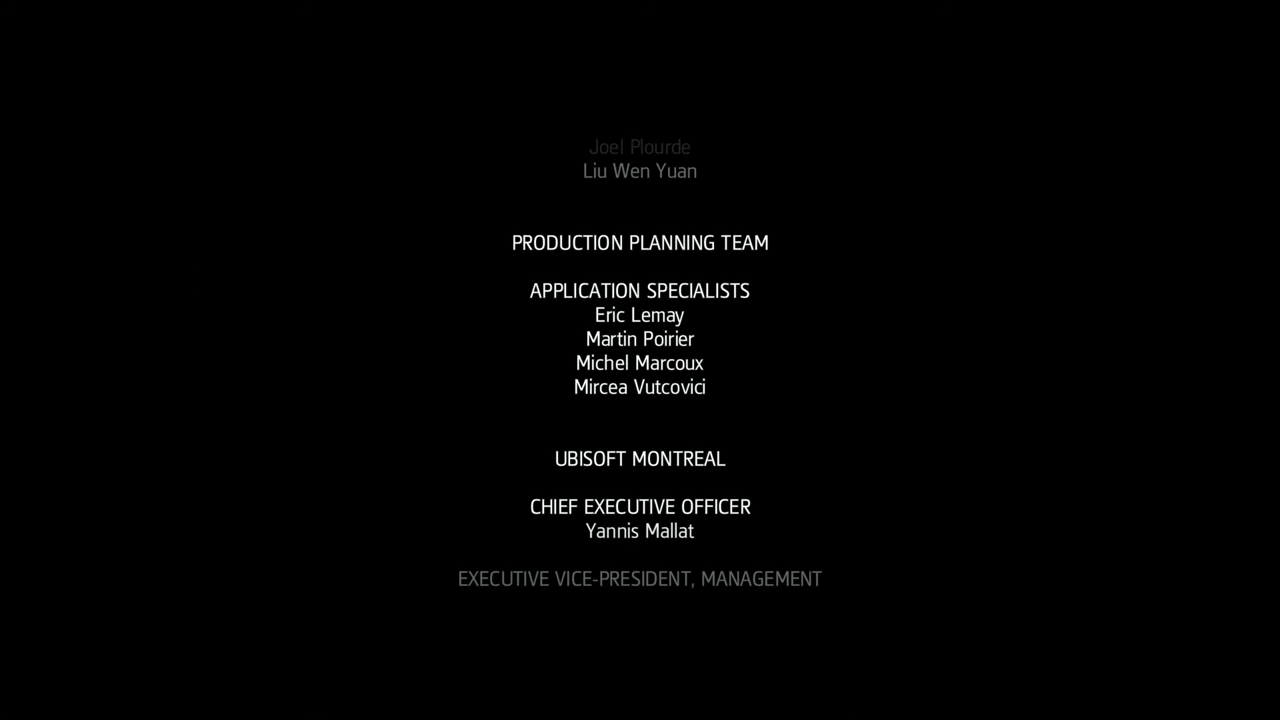 Joel Plourde
Liu Wen Yuan
PRODUCTION PLANNING TEAM
APPLICATION SPECIALISTS
Eric Lemay
Martin Poirier
Michel Marcoux
Mircea Vutcovici
UBISOFT MONTREAL
CHIEF EXECUTIVE OFFICER
Yannis Mallat
EXECUTIVE VICE-PRESIDENT, MANAGEMENT